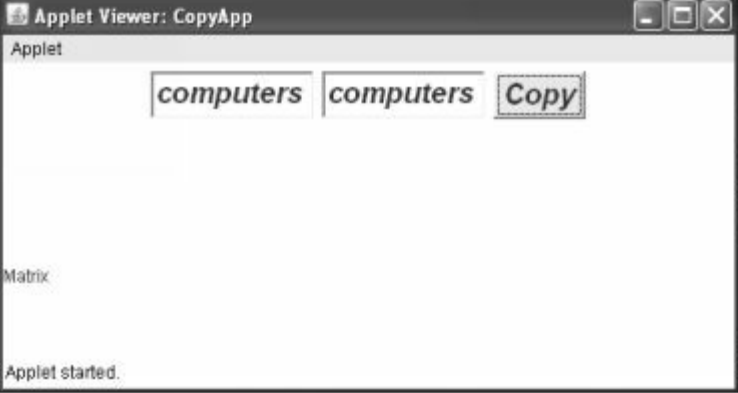 Applet Viewer: CopyApp
Applet
computers computers Copy
Matrix
Applet started.